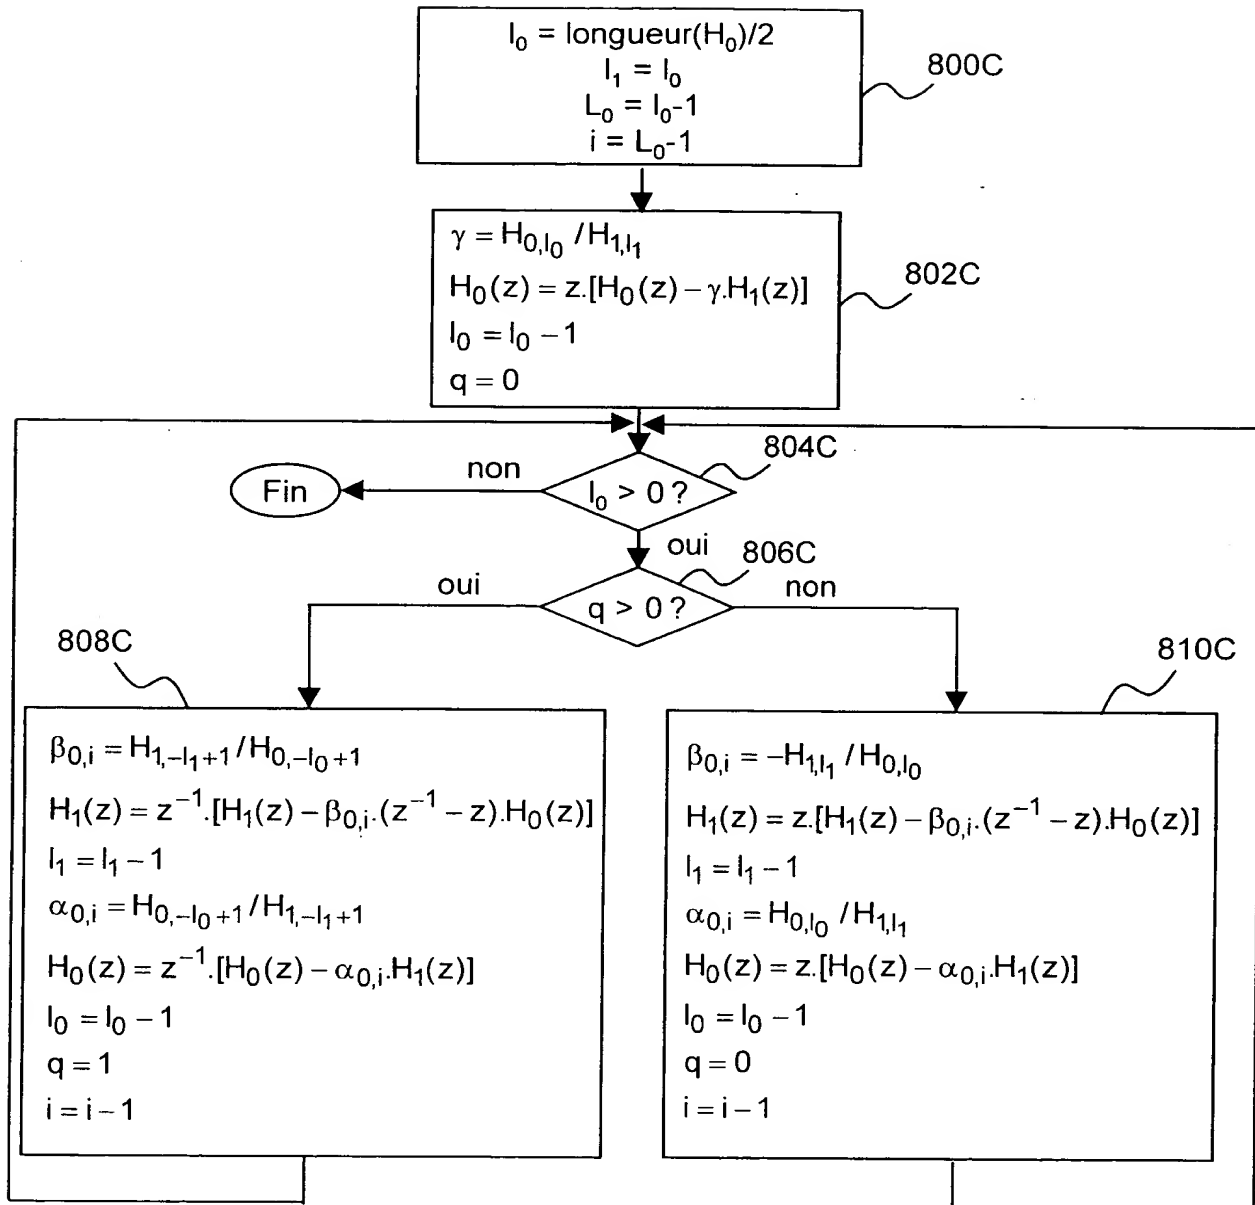 l₀ = longueur(H₀)/2
l₁ = l₀
L₀ = l₀-1
i = L₀-1
800C
γ = H₀,l₀ / H₁,l₁
H₀(z) = z.[H₀(z) − γ.H₁(z)]
l₀ = l₀ − 1
q = 0
802C
804C
non
Fin
l₀ > 0 ?
oui
806C
oui
q > 0 ?
non
808C
β₀,i = H₁,−l₁+1 / H₀,−l₀+1
H₁(z) = z⁻¹.[H₁(z) − β₀,i.(z⁻¹ − z).H₀(z)]
l₁ = l₁ − 1
α₀,i = H₀,−l₀+1 / H₁,−l₁+1
H₀(z) = z⁻¹.[H₀(z) − α₀,i.H₁(z)]
l₀ = l₀ − 1
q = 1
i = i − 1
810C
β₀,i = −H₁,l₁ / H₀,l₀
H₁(z) = z.[H₁(z) − β₀,i.(z⁻¹ − z).H₀(z)]
l₁ = l₁ − 1
α₀,i = H₀,l₀ / H₁,l₁
H₀(z) = z.[H₀(z) − α₀,i.H₁(z)]
l₀ = l₀ − 1
q = 0
i = i − 1